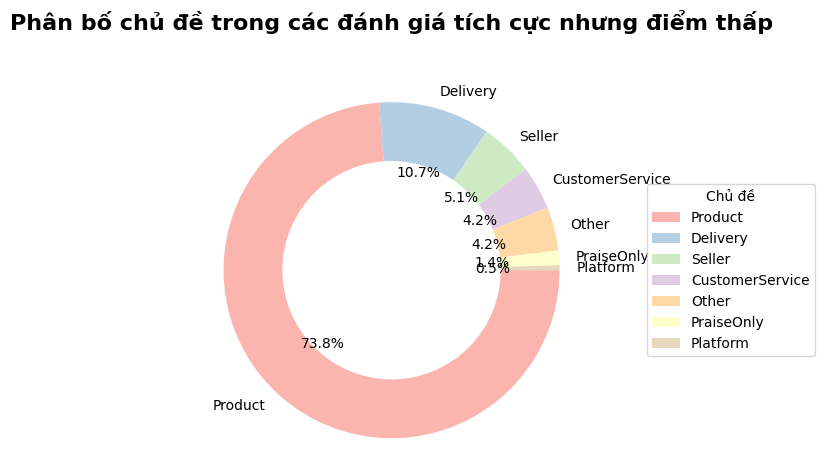 Phân bố chủ đề trong các đánh giá tích cực nhưng điểm thấp
Delivery
Seller
CustomerService
Other
PraiseOnly
Platform
Product
10.7%
5.1%
4.2%
4.2%
1.4%
0.5%
73.8%
Chủ đề
Product
Delivery
Seller
CustomerService
Other
PraiseOnly
Platform